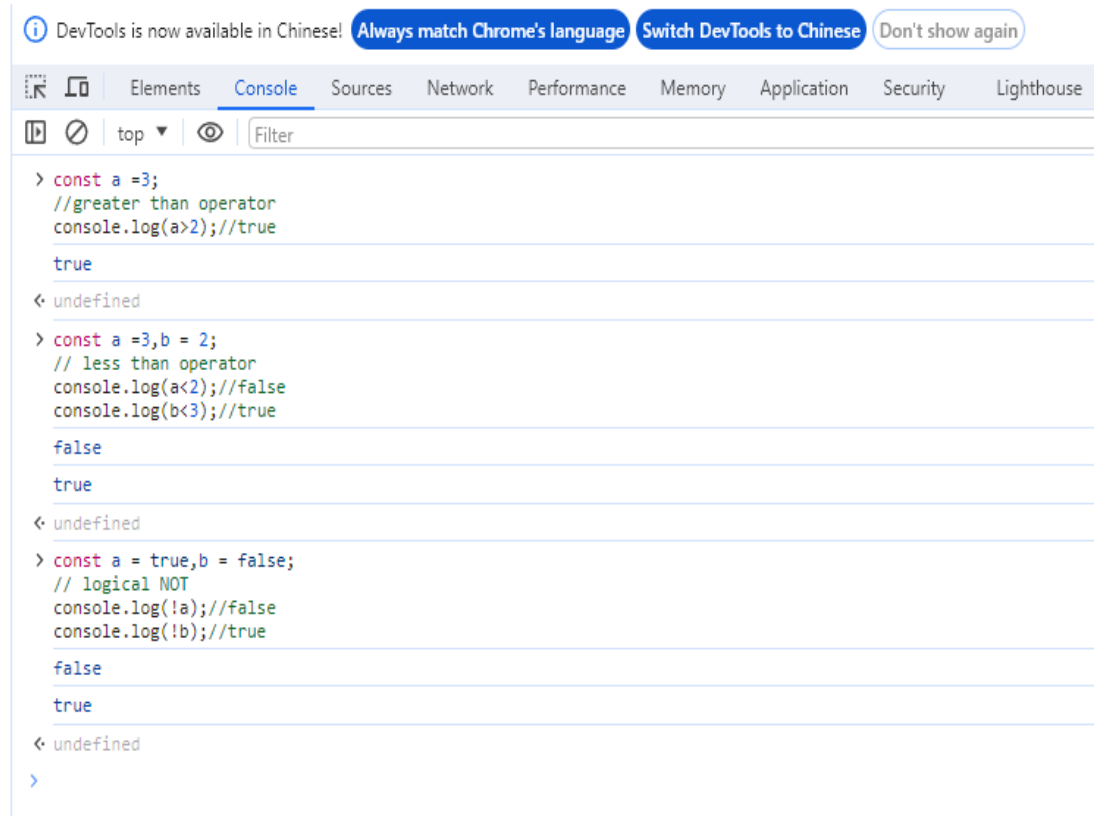 DevTools is now available in Chinese! Always match Chrome's language Switch DevTools to Chinese Don't show again
Elements Console Sources Network Performance Memory Application Security Lighthouse
top Filter
const a =3;
//greater than operator
console.log(a>2);//true
true
undefined
const a =3,b = 2;
// less than operator
console.log(a<2);//false
console.log(b<3);//true
false
true
undefined
const a = true,b = false;
// logical NOT
console.log(!a);//false
console.log(!b);//true
false
true
undefined